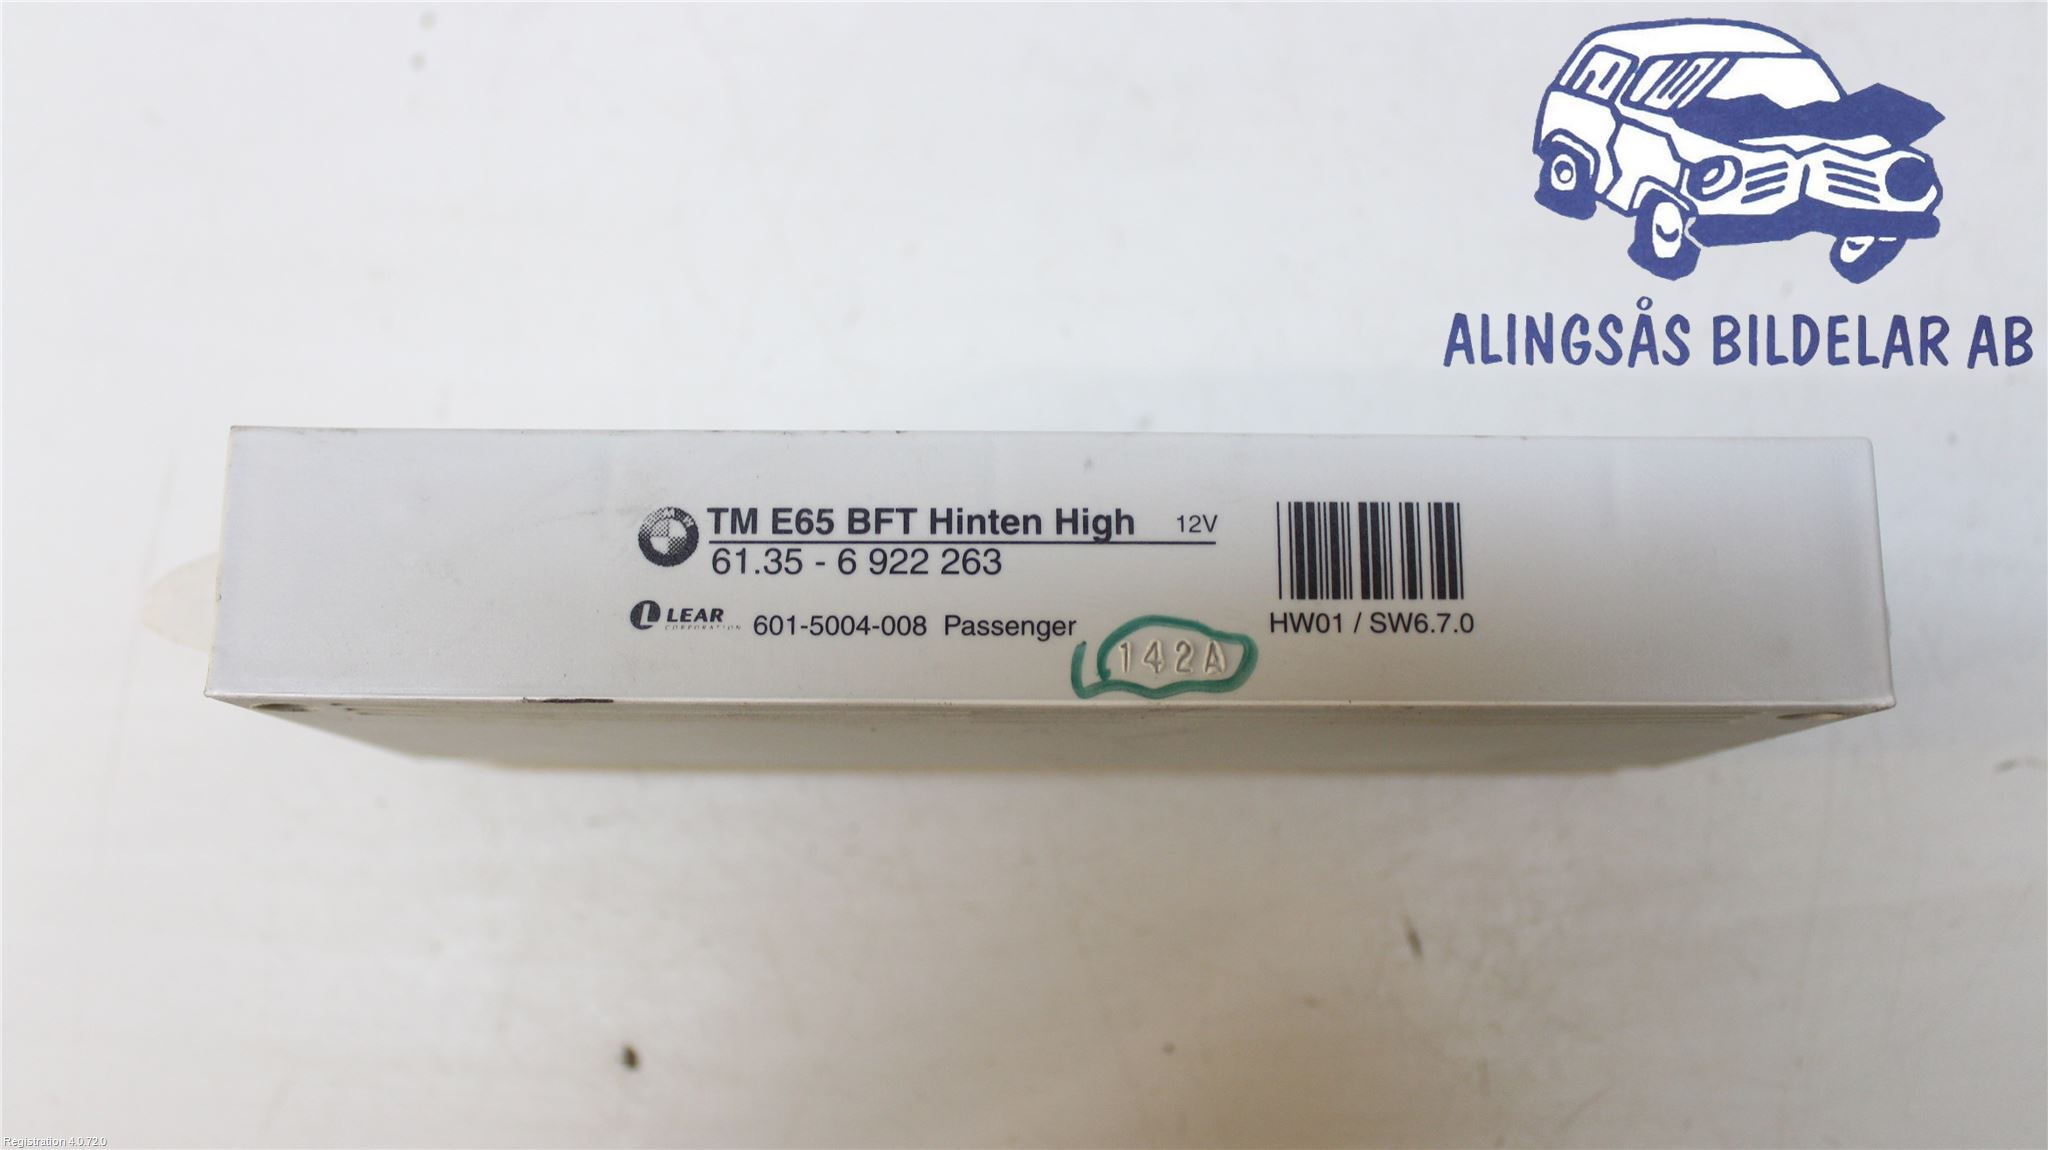 ALINGSÅS BILDELAR AB
TM E65 BFT Hinten High 12V
61.35 - 6 922 263
LEAR
CORPORATION
601-5004-008 Passenger
HW01 / SW6.7.0
142A
Registration 4.0.72.0